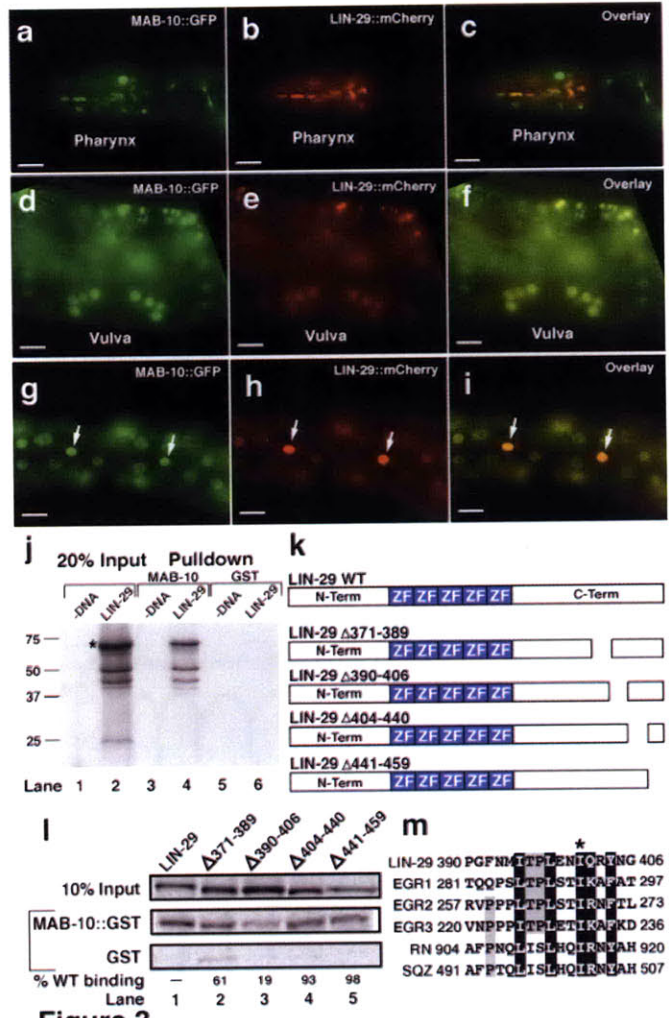 a MAB-10::GFP
b LIN-29::mCherry
c Overlay
Pharynx
Pharynx
Pharynx
d MAB-10::GFP
e LIN-29::mCherry
f Overlay
Vulva
Vulva
Vulva
g MAB-10::GFP
h LIN-29::mCherry
i Overlay
j
20% Input Pulldown
MAB-10 GST
-DNA LIN-29 -DNA LIN-29 -DNA LIN-29
75
*
50
37
25
Lane 1 2 3 4 5 6
k
LIN-29 WT
N-Term ZF ZF ZF ZF ZF C-Term
LIN-29 Δ371-389
N-Term ZF ZF ZF ZF ZF
LIN-29 Δ390-406
N-Term ZF ZF ZF ZF ZF
LIN-29 Δ404-440
N-Term ZF ZF ZF ZF ZF
LIN-29 Δ441-459
N-Term ZF ZF ZF ZF ZF
l
LIN-29 Δ371-389 Δ390-406 Δ404-440 Δ441-459
10% Input
MAB-10::GST
GST
% WT binding — 61 19 93 98
Lane 1 2 3 4 5
m
*
LIN-29 390 PGFNMITPLENIQRYNG 406
EGR1 281 TQQPSLTPLSTIKAFAT 297
EGR2 257 RVPPPLTPLSTIRNFTL 273
EGR3 220 VNPPPITPLETIKAFKD 236
RN 904 AFPNQLISLHQIRNYAH 920
SQZ 491 AFPTQLISLHQIRNYAH 507